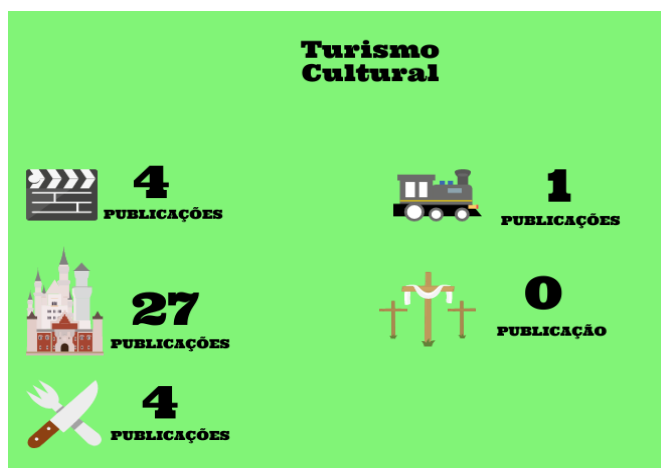 Turismo
Cultural
4
PUBLICAÇÕES
1
PUBLICAÇÕES
27
PUBLICAÇÕES
0
PUBLICAÇÃO
4
PUBLICAÇÕES